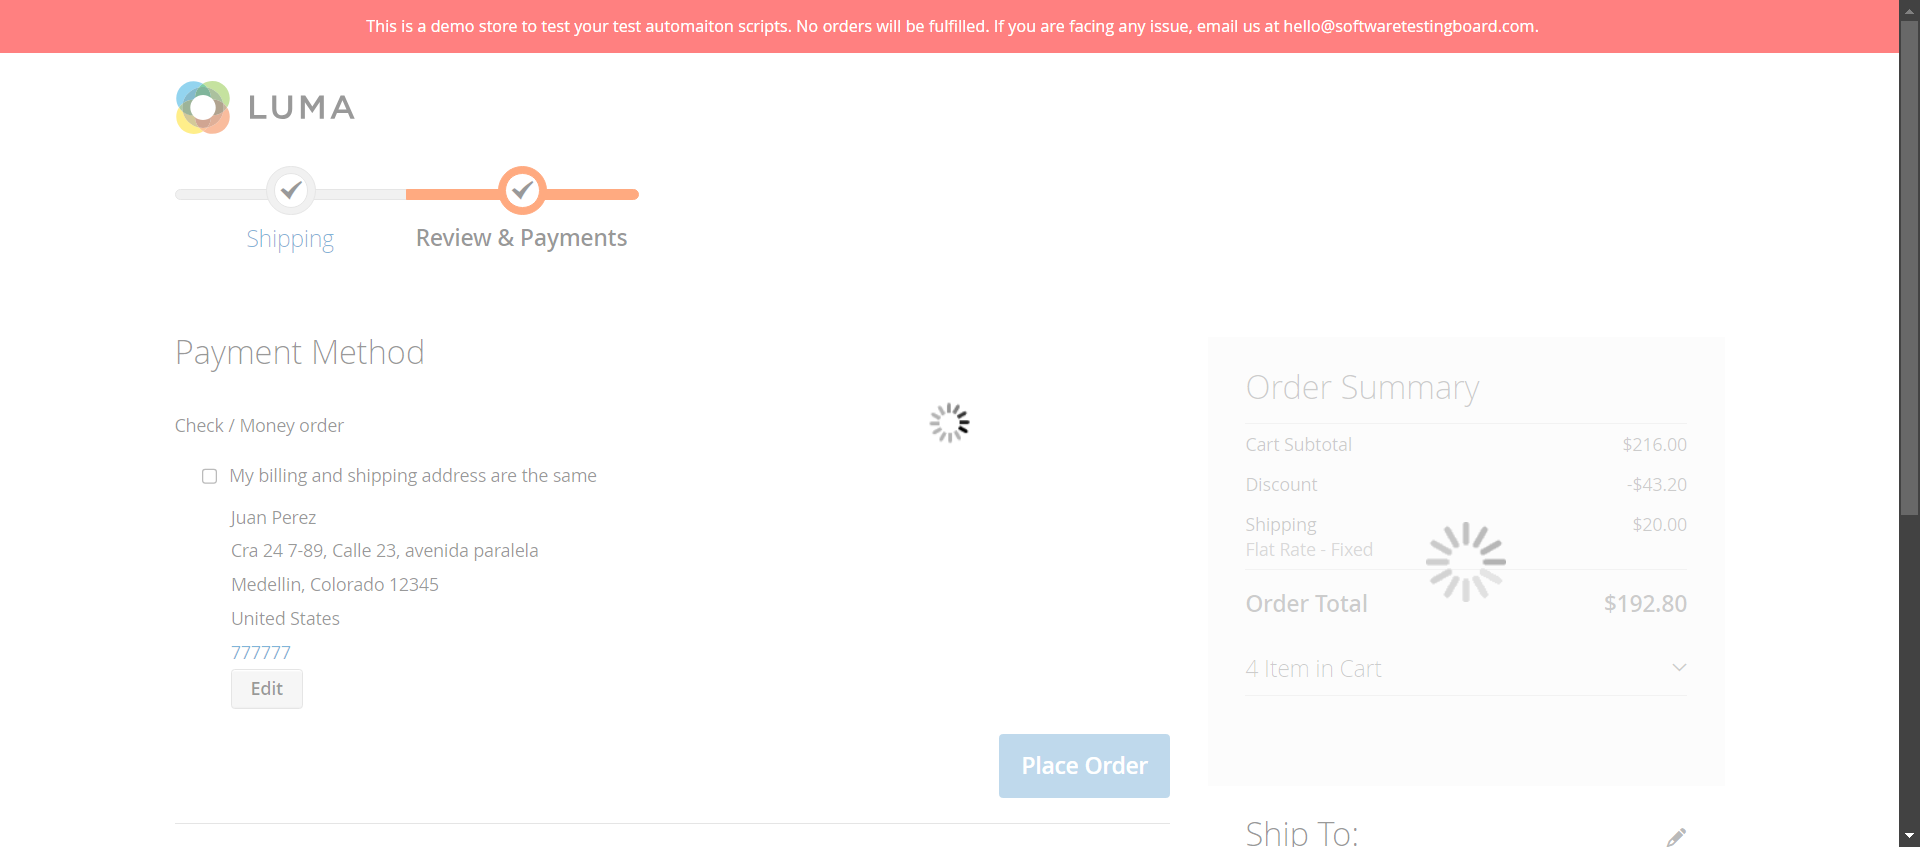 This is a demo store to test your test automaiton scripts. No orders will be fulfilled. If you are facing any issue, email us at hello@softwaretestingboard.com.
LUMA
Shipping
Review & Payments
Payment Method
Check / Money order
My billing and shipping address are the same
Juan Perez
Cra 24 7-89, Calle 23, avenida paralela
Medellin, Colorado 12345
United States
777777
Edit
Place Order
Order Summary
Cart Subtotal $216.00
Discount -$43.20
Shipping $20.00
Flat Rate - Fixed
Order Total $192.80
4 Item in Cart
Ship To: